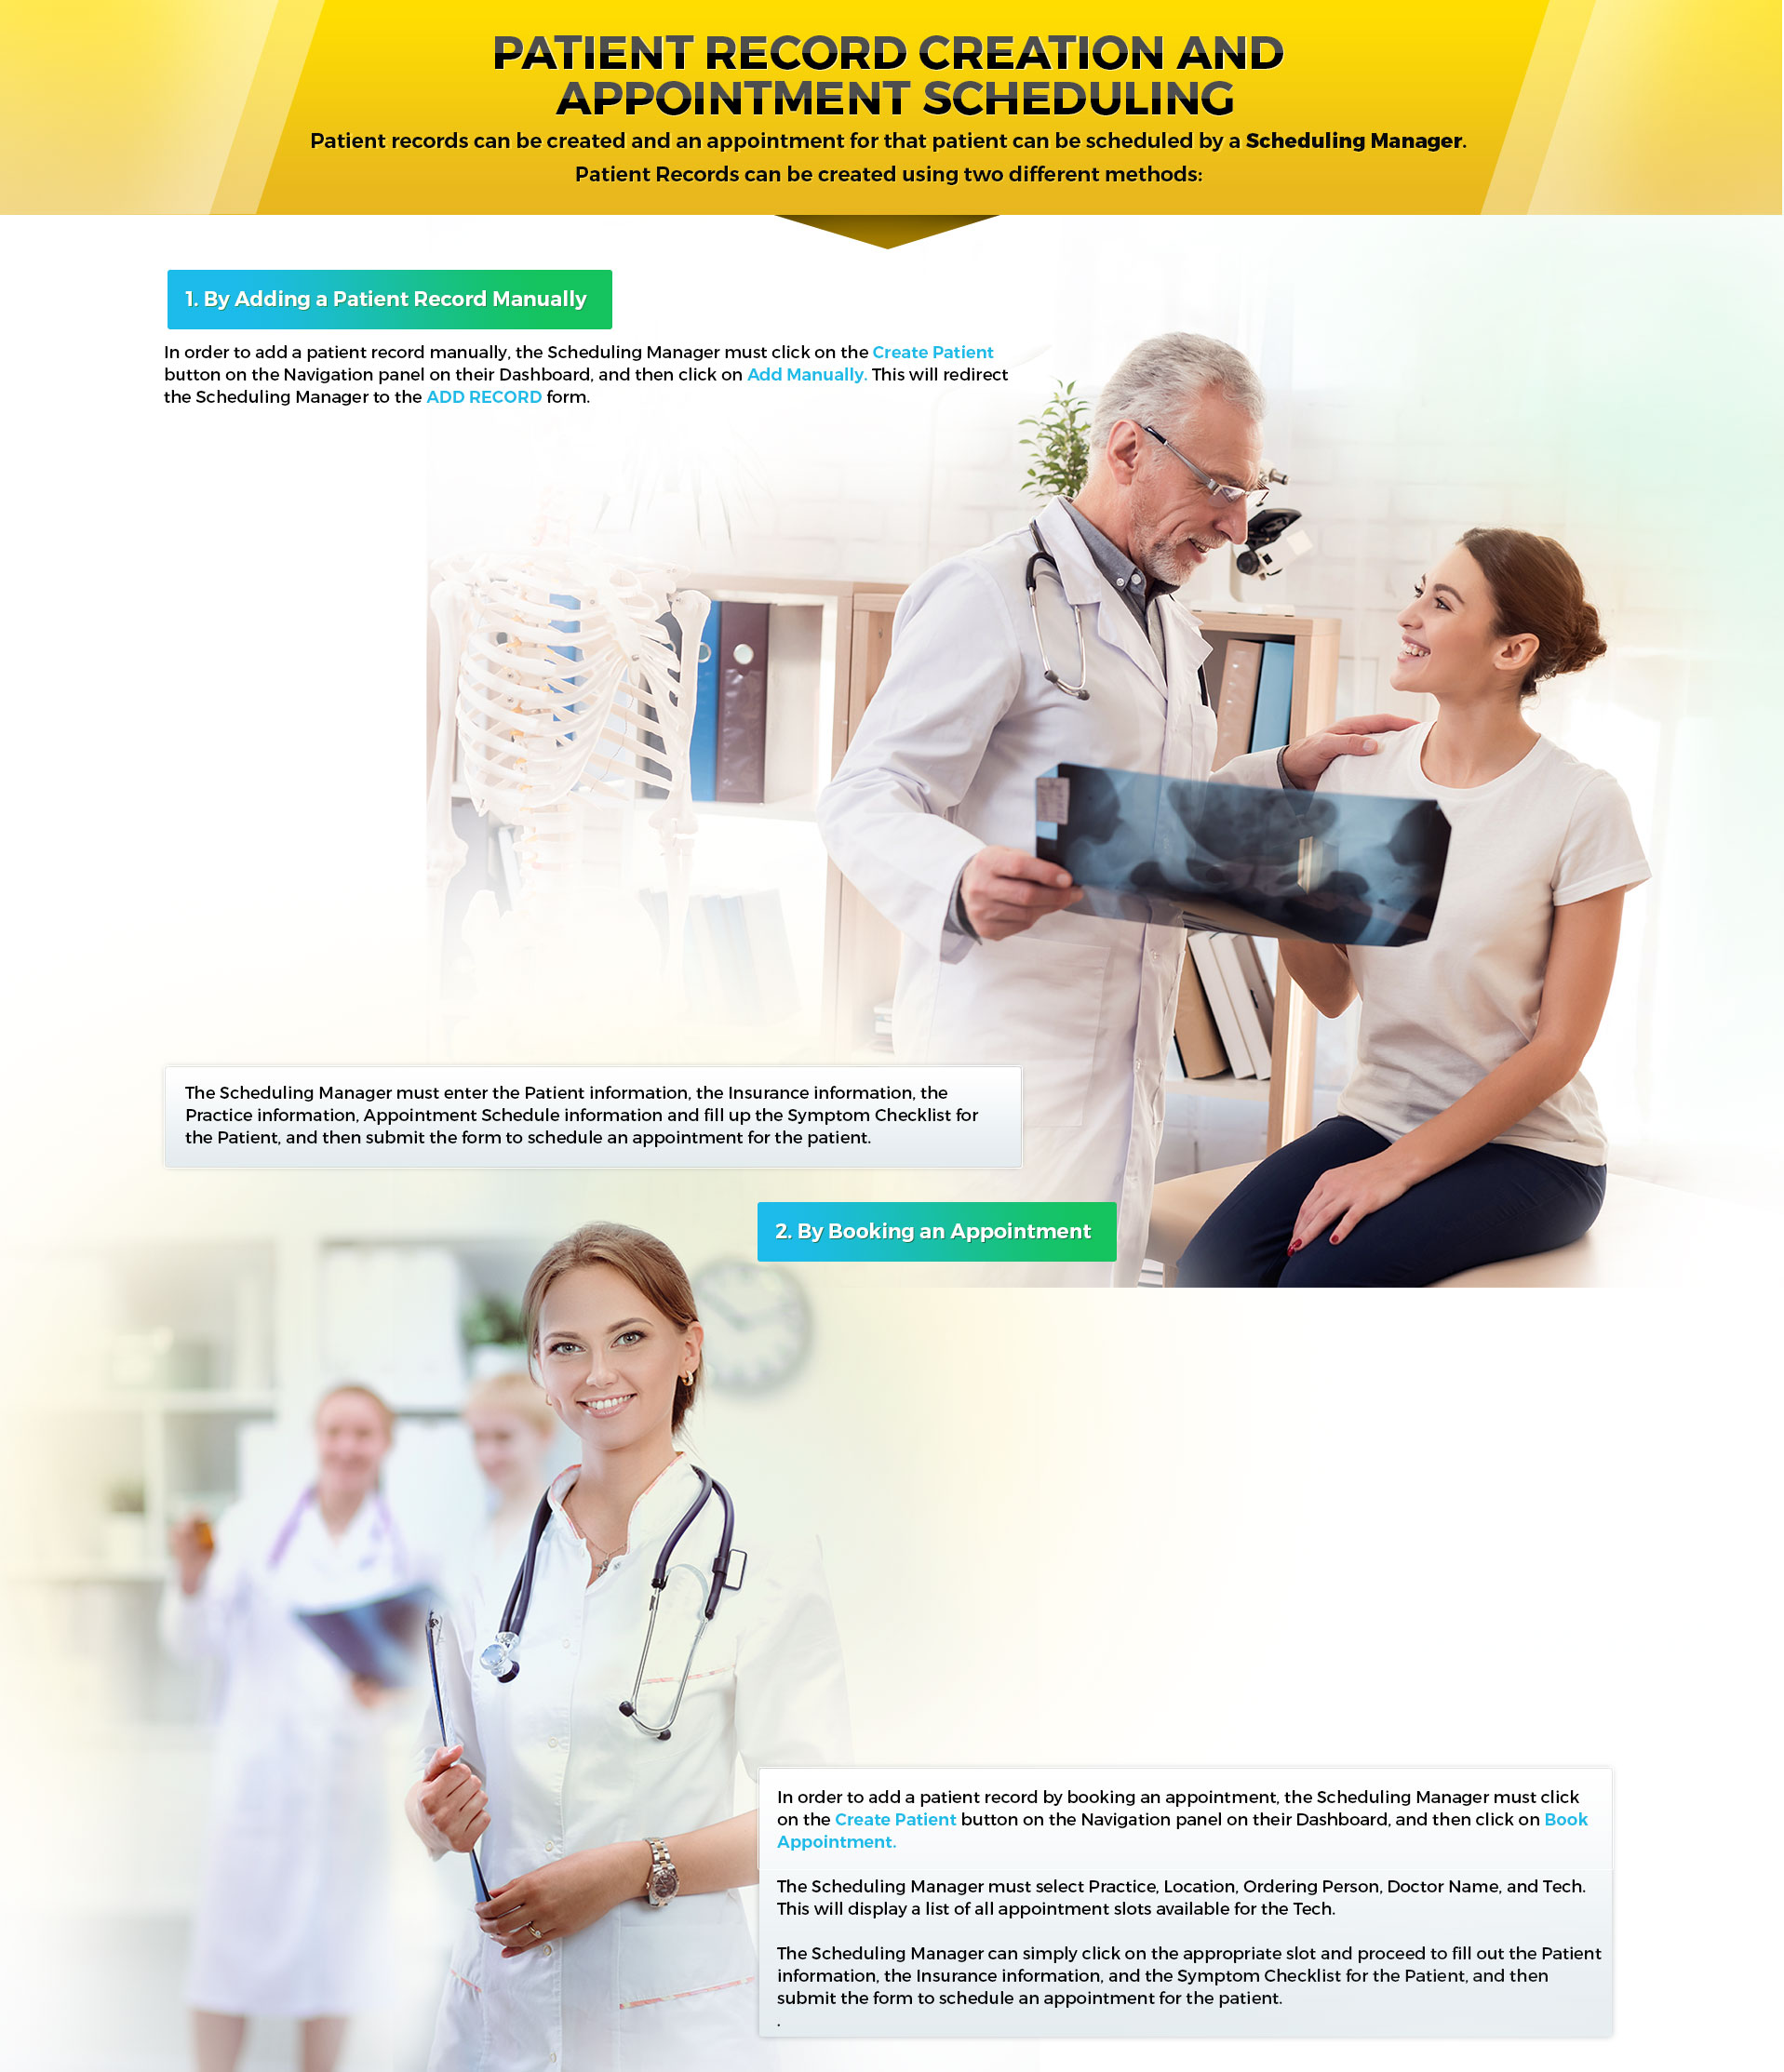 PATIENT RECORD CREATION AND
APPOINTMENT SCHEDULING
Patient records can be created and an appointment for that patient can be scheduled by a Scheduling Manager.
Patient Records can be created using two different methods:
1. By Adding a Patient Record Manually
In order to add a patient record manually, the Scheduling Manager must click on the Create Patient
button on the Navigation panel on their Dashboard, and then click on Add Manually. This will redirect
the Scheduling Manager to the ADD RECORD form.
The Scheduling Manager must enter the Patient information, the Insurance information, the
Practice information, Appointment Schedule information and fill up the Symptom Checklist for
the Patient, and then submit the form to schedule an appointment for the patient.
2. By Booking an Appointment
In order to add a patient record by booking an appointment, the Scheduling Manager must click
on the Create Patient button on the Navigation panel on their Dashboard, and then click on Book
Appointment.
The Scheduling Manager must select Practice, Location, Ordering Person, Doctor Name, and Tech.
This will display a list of all appointment slots available for the Tech.
The Scheduling Manager can simply click on the appropriate slot and proceed to fill out the Patient
information, the Insurance information, and the Symptom Checklist for the Patient, and then
submit the form to schedule an appointment for the patient.
.